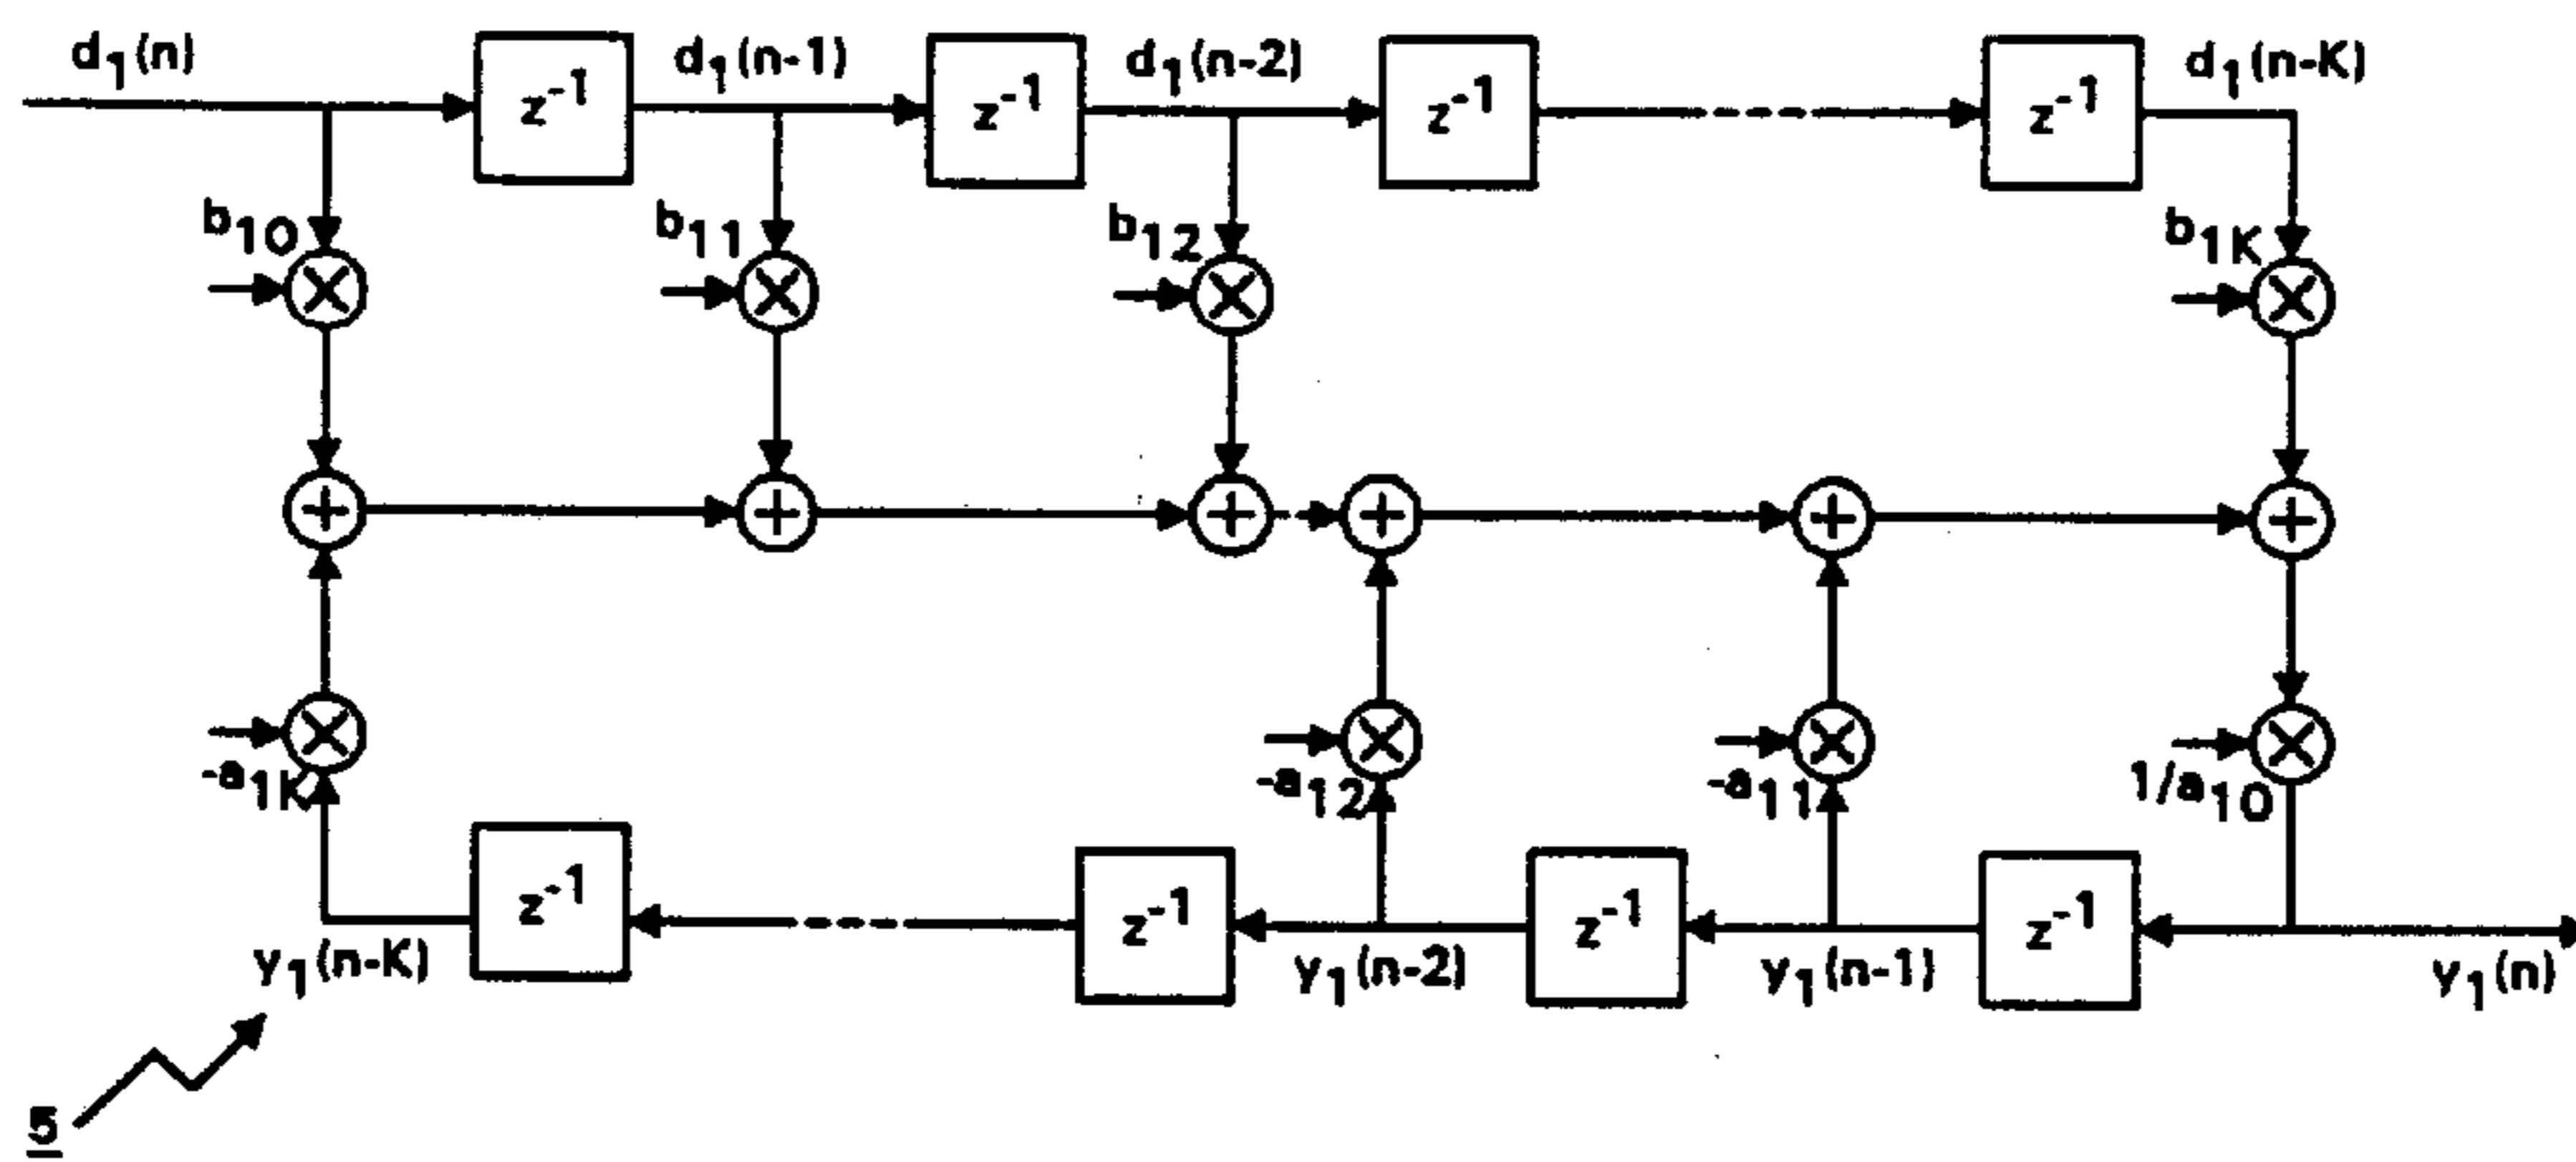 d₁(n) z⁻¹ d₁(n-1) z⁻¹ d₁(n-2) z⁻¹ z⁻¹ d₁(n-K)
b₁₀ b₁₁ b₁₂ b₁K
-a₁K -a₁₂ -a₁₁ 1/a₁₀
z⁻¹ z⁻¹ z⁻¹ z⁻¹
y₁(n-K) y₁(n-2) y₁(n-1) y₁(n)
5